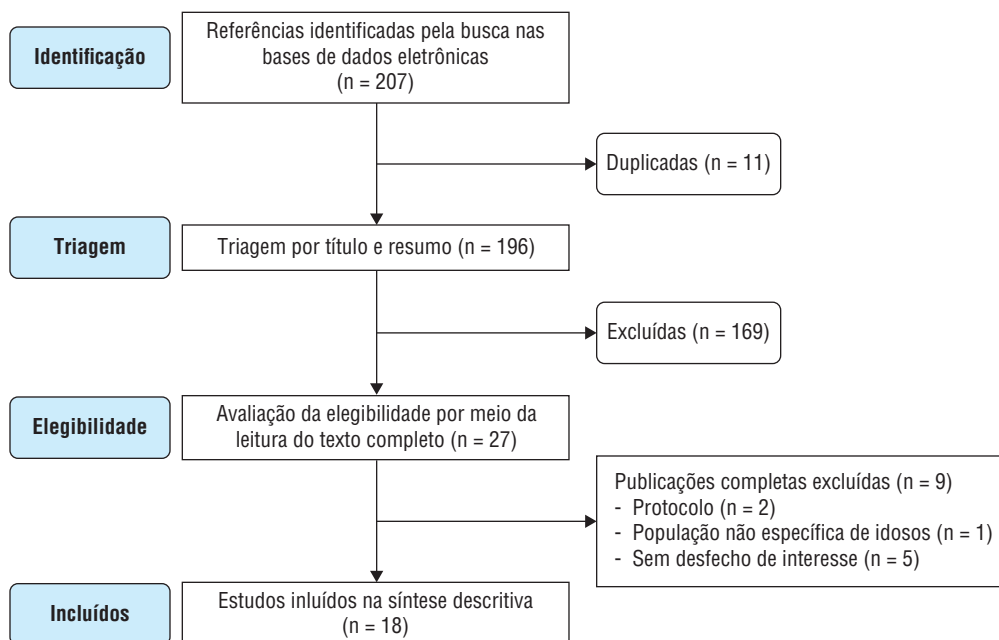 Identificação
Referências identificadas pela busca nas
bases de dados eletrônicas
(n = 207)
Duplicadas (n = 11)
Triagem
Triagem por título e resumo (n = 196)
Excluídas (n = 169)
Elegibilidade
Avaliação da elegibilidade por meio da
leitura do texto completo (n = 27)
Publicações completas excluídas (n = 9)
- Protocolo (n = 2)
- População não específica de idosos (n = 1)
- Sem desfecho de interesse (n = 5)
Incluídos
Estudos inluídos na síntese descritiva
(n = 18)